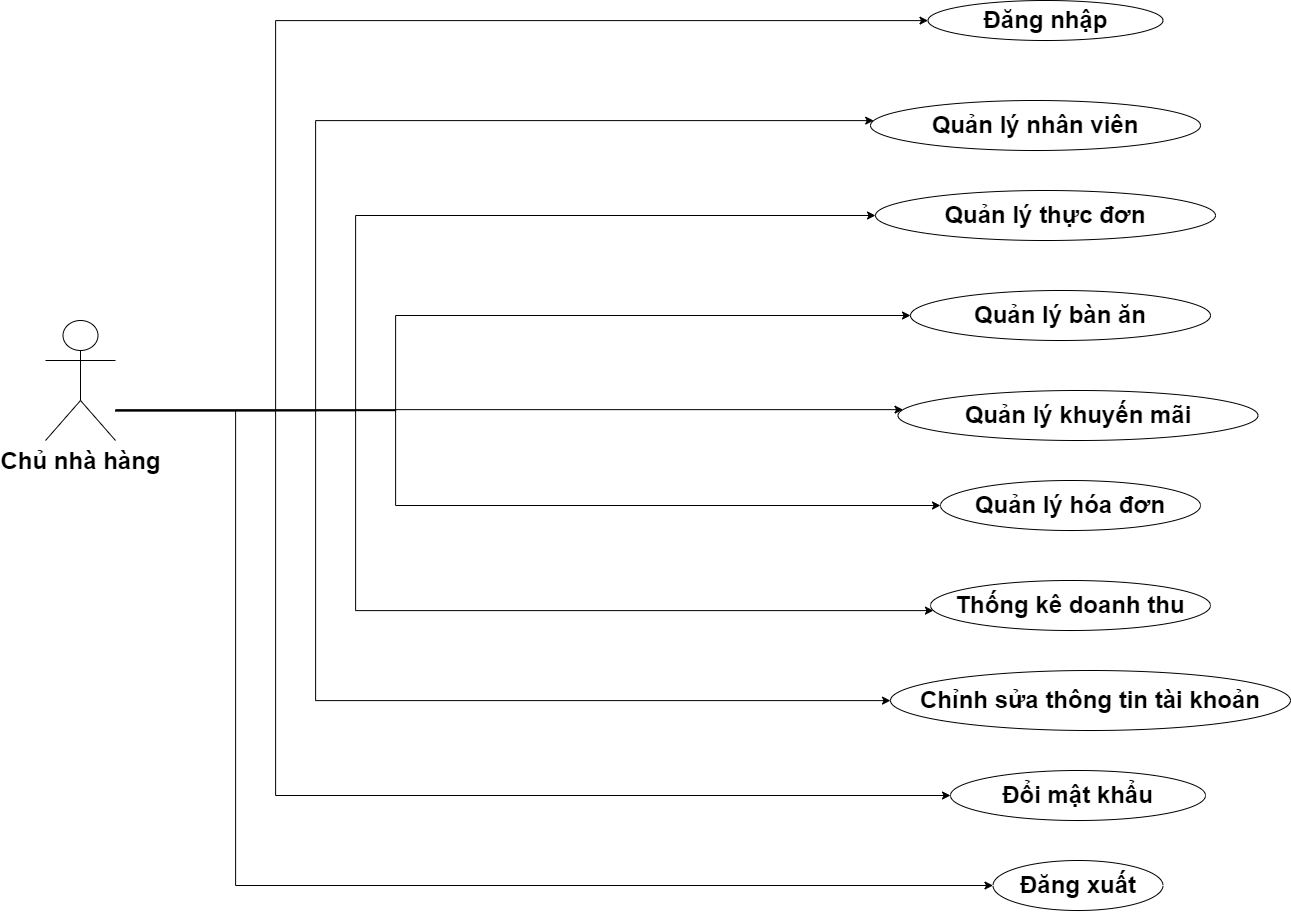 Đăng nhập
Quản lý nhân viên
Quản lý thực đơn
Quản lý bàn ăn
Quản lý khuyến mãi
Chủ nhà hàng
Quản lý hóa đơn
Thống kê doanh thu
Chỉnh sửa thông tin tài khoản
Đổi mật khẩu
Đăng xuất